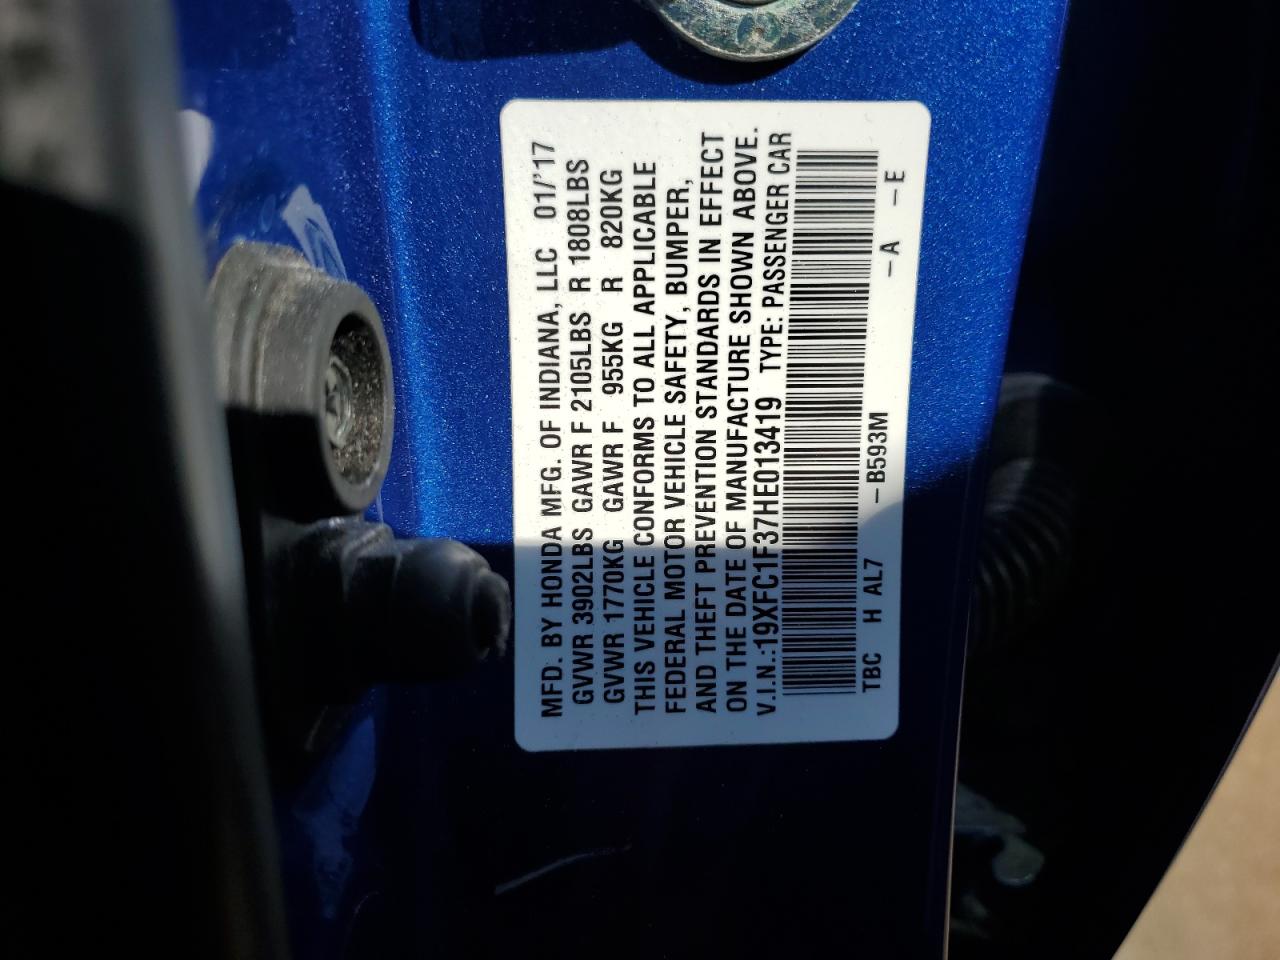 MFD. BY HONDA MFG. OF INDIANA, LLC 01/'17
GVWR 3902LBS GAWR F 2105LBS R 1808LBS
GVWR 1770KG GAWR F 955KG R 820KG
THIS VEHICLE CONFORMS TO ALL APPLICABLE
FEDERAL MOTOR VEHICLE SAFETY, BUMPER,
AND THEFT PREVENTION STANDARDS IN EFFECT
ON THE DATE OF MANUFACTURE SHOWN ABOVE.
V.I.N.:19XFC1F37HE013419 TYPE: PASSENGER CAR
TBC H AL7 -B593M -A -E